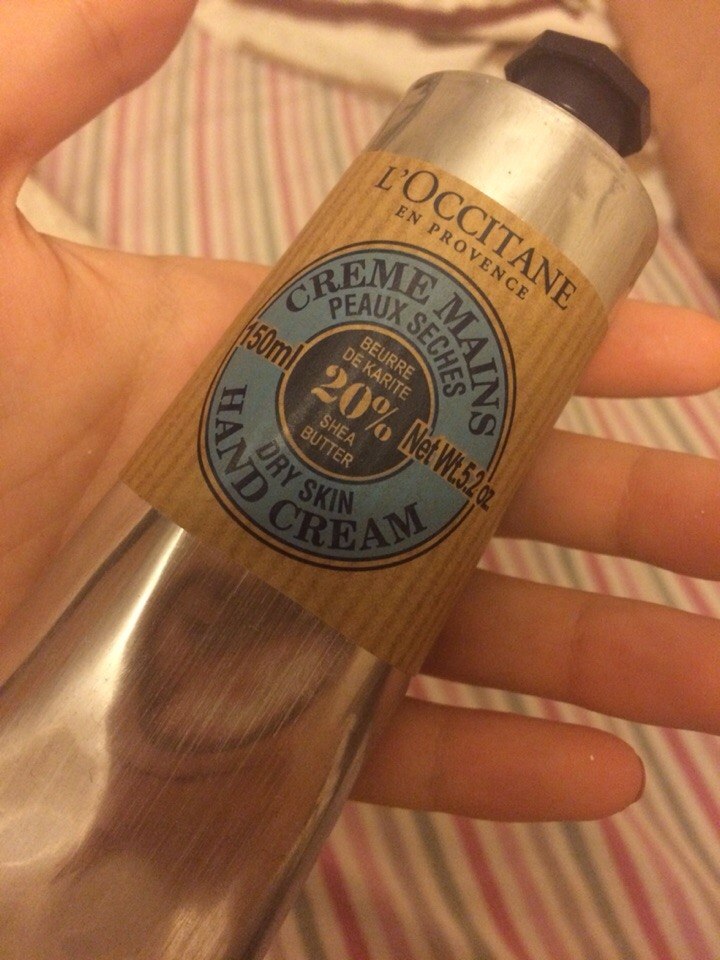 L'OCCITANE
EN PROVENCE
CREME MAINS
PEAUX SECHES
150ml
BEURRE
DE KARITE
20%
SHEA
BUTTER
Net Wt.5.2 oz.
DRY SKIN
HAND CREAM